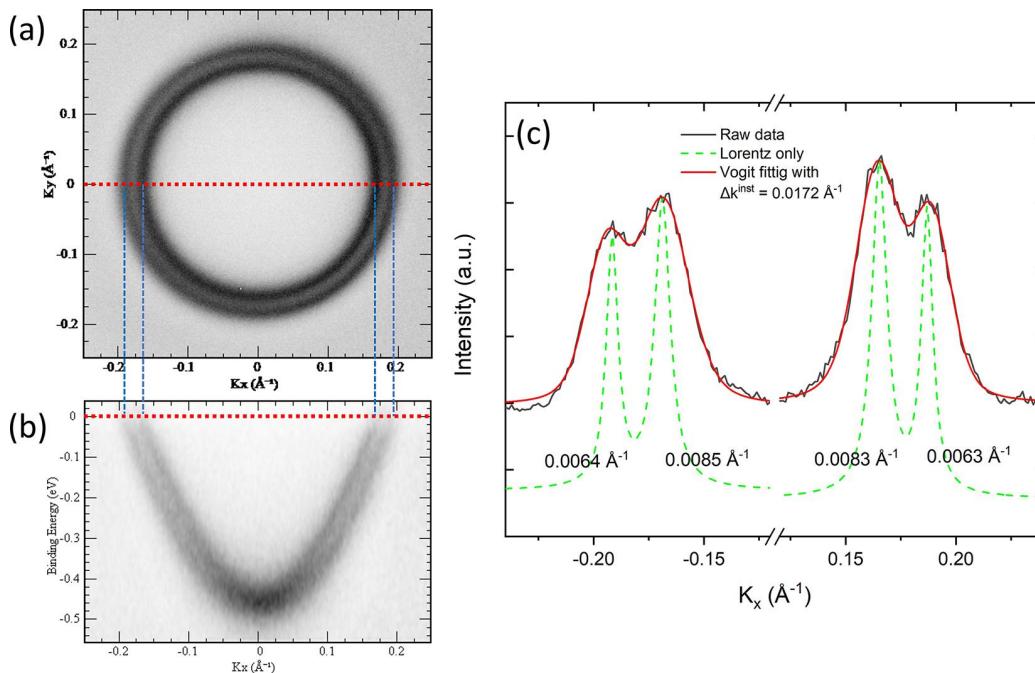 (a)
0.2
0.1
0
-0.1
-0.2
Ky (Å⁻¹)
-0.2 -0.1 0 0.1 0.2
Kx (Å⁻¹)
(b)
0
-0.1
-0.2
-0.3
-0.4
-0.5
Binding Energy (eV)
-0.2 -0.1 0 0.1 0.2
Kx (Å⁻¹)
(c)
Raw data
Lorentz only
Vogit fittig with
Δk^inst = 0.0172 Å⁻¹
Intensity (a.u.)
0.0064 Å⁻¹
0.0085 Å⁻¹
0.0083 Å⁻¹
0.0063 Å⁻¹
-0.20 -0.15 0.15 0.20
Kₓ (Å⁻¹)